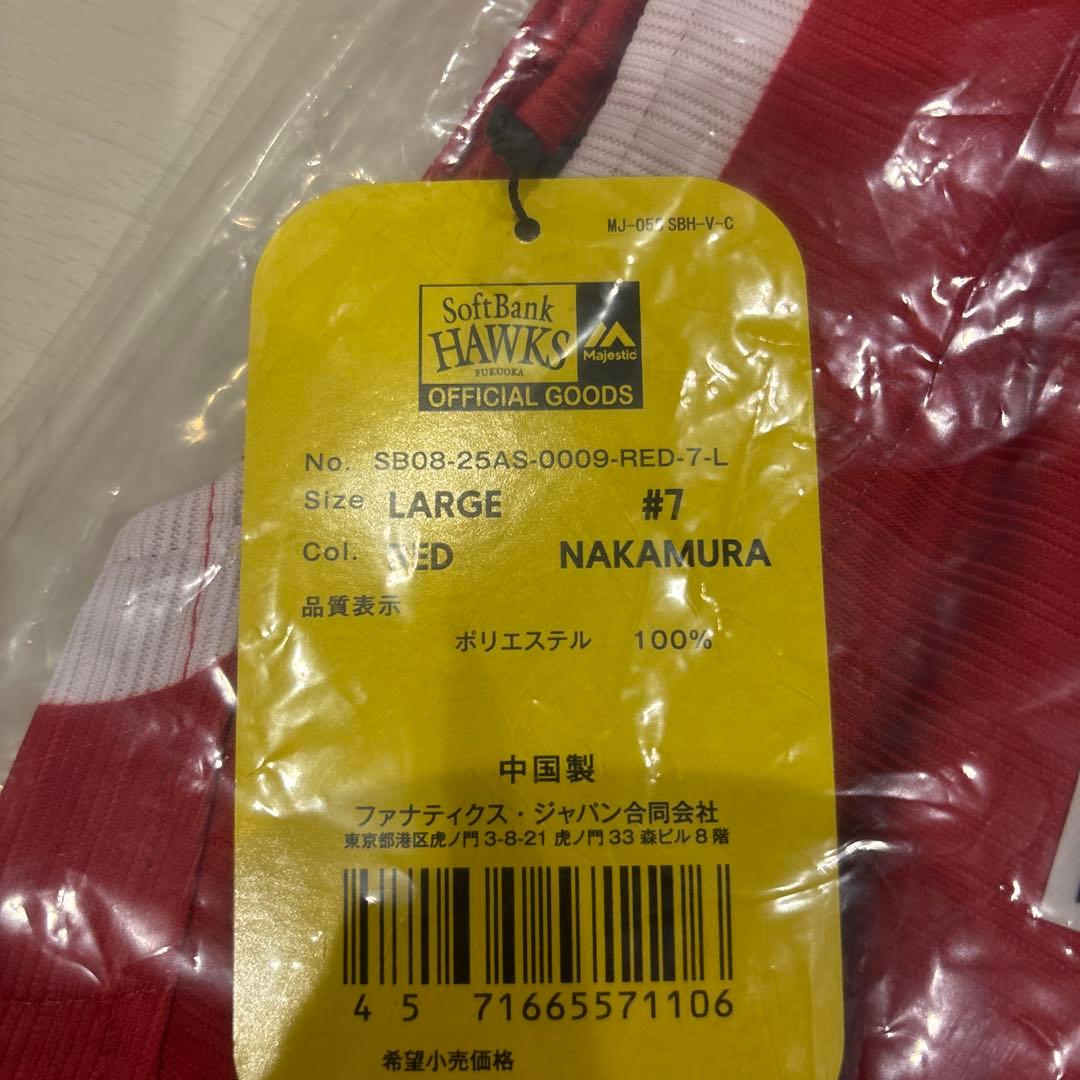 MJ-058 SBH-V-C
SoftBank
HAWKS
FUKUOKA
Majestic
OFFICIAL GOODS
No. SB08-25AS-0009-RED-7-L
Size LARGE #7
Col. RED NAKAMURA
品質表示
ポリエステル 100%
中国製
ファナティクス・ジャパン合同会社
東京都港区虎ノ門 3-8-21 虎ノ門 33 森ビル 8 階
4 5 71665571106
希望小売価格